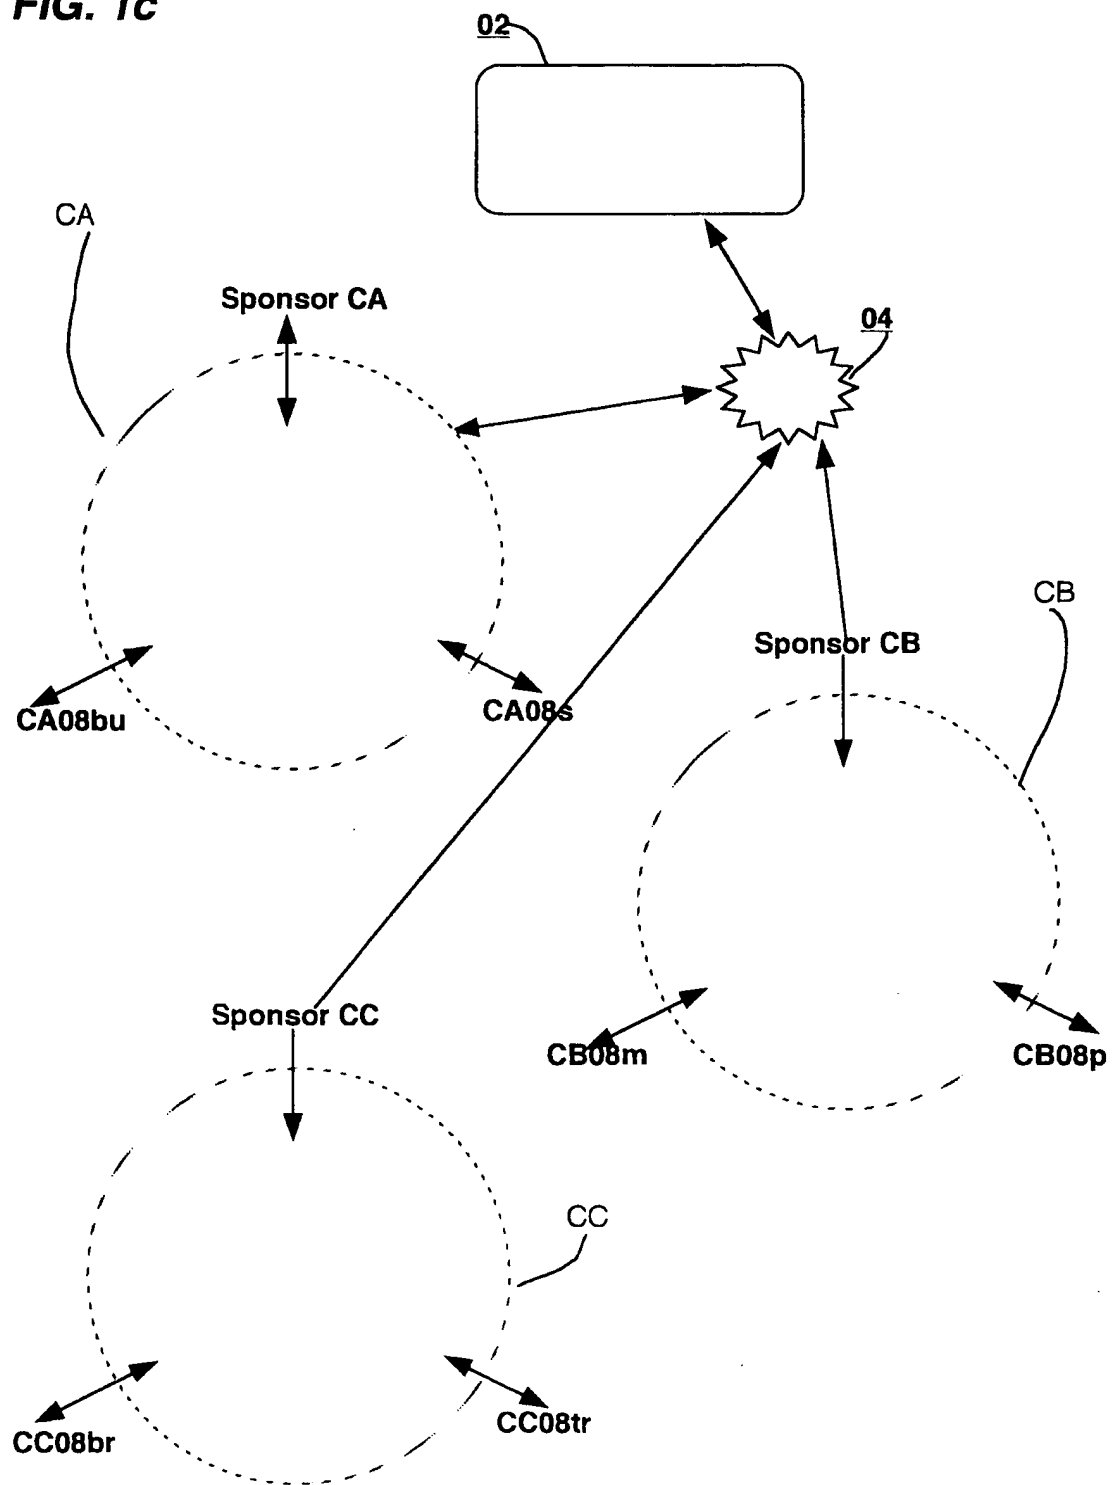 FIG. 1c
02
CA
Sponsor CA
04
CB
Sponsor CB
CA08bu
CA08s
Sponsor CC
CB08m
CB08p
CC
CC08br
CC08tr